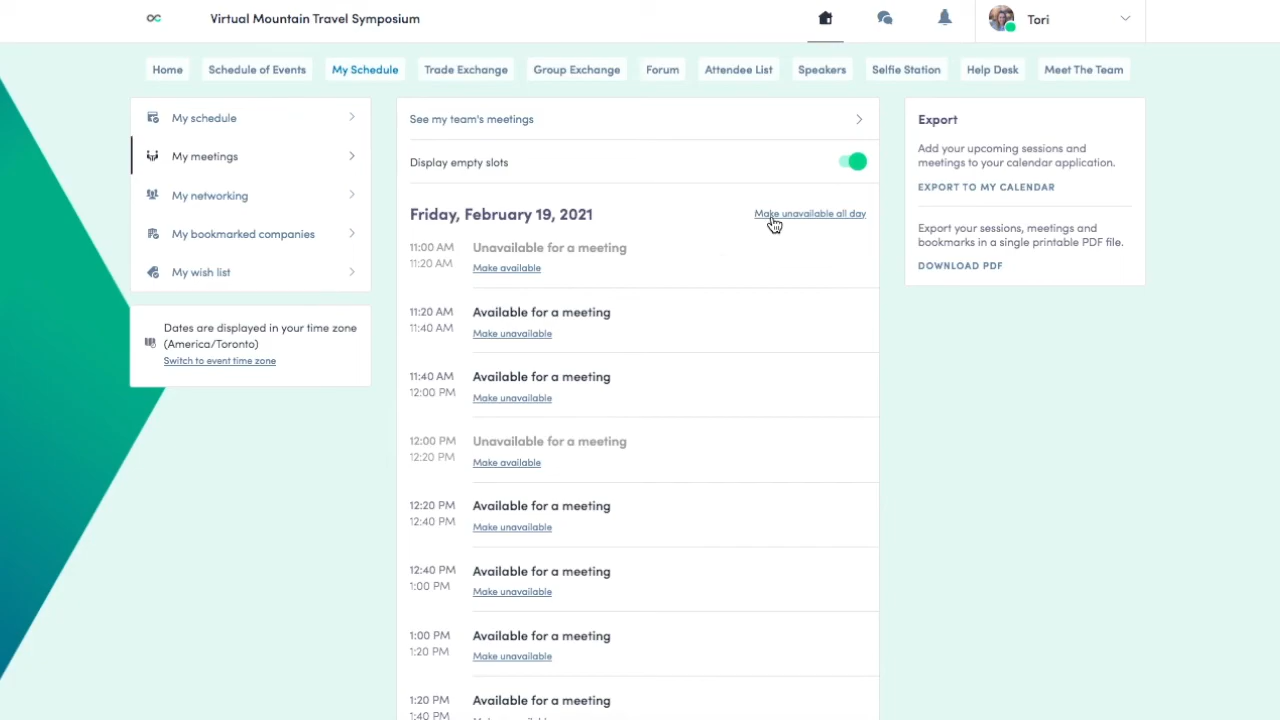 OC
Virtual Mountain Travel Symposium
Tori
Home
Schedule of Events
My Schedule
Trade Exchange
Group Exchange
Forum
Attendee List
Speakers
Selfie Station
Help Desk
Meet The Team
My schedule
My meetings
My networking
My bookmarked companies
My wish list
Dates are displayed in your time zone
(America/Toronto)
Switch to event time zone
See my team's meetings
Display empty slots
Friday, February 19, 2021
Make unavailable all day
11:00 AM
11:20 AM
Unavailable for a meeting
Make available
11:20 AM
11:40 AM
Available for a meeting
Make unavailable
11:40 AM
12:00 PM
Available for a meeting
Make unavailable
12:00 PM
12:20 PM
Unavailable for a meeting
Make available
12:20 PM
12:40 PM
Available for a meeting
Make unavailable
12:40 PM
1:00 PM
Available for a meeting
Make unavailable
1:00 PM
1:20 PM
Available for a meeting
Make unavailable
1:20 PM
1:40 PM
Available for a meeting
Export
Add your upcoming sessions and
meetings to your calendar application.
EXPORT TO MY CALENDAR
Export your sessions, meetings and
bookmarks in a single printable PDF file.
DOWNLOAD PDF